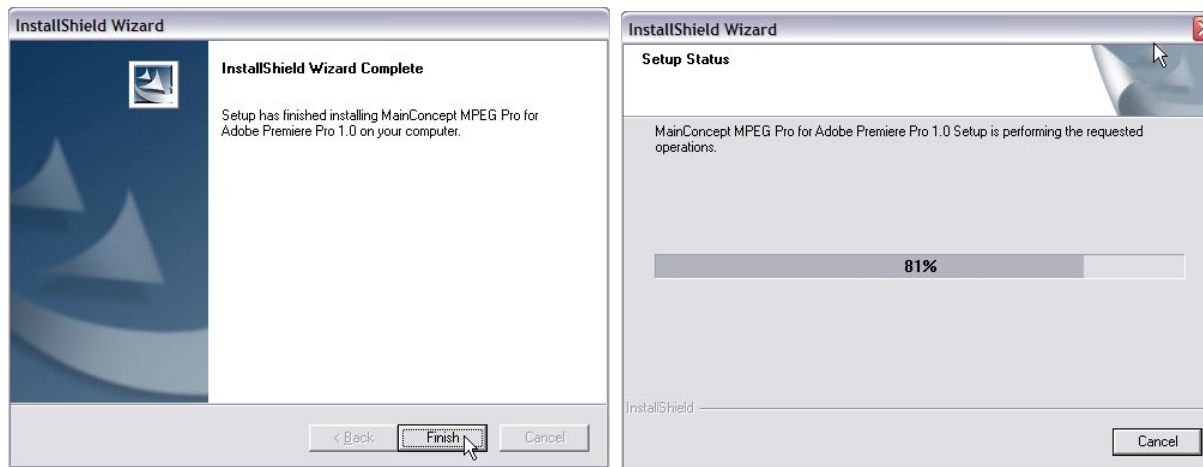 InstallShield Wizard
InstallShield Wizard Complete
Setup has finished installing MainConcept MPEG Pro for
Adobe Premiere Pro 1.0 on your computer.
< Back
Finish
Cancel
InstallShield Wizard
Setup Status
MainConcept MPEG Pro for Adobe Premiere Pro 1.0 Setup is performing the requested
operations.
81%
InstallShield
Cancel